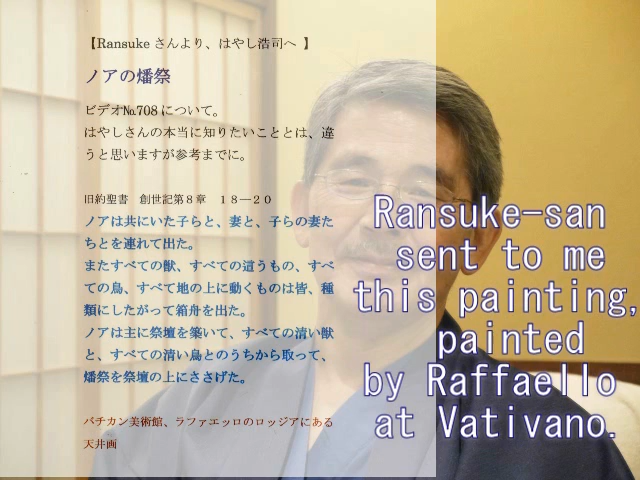 【Ransuke さんより、はやし浩司へ 】
ノアの燔祭
ビデオ№708 について。
はやしさんの本当に知りたいこととは、違
うと思いますが参考までに。
旧約聖書 創世記第８章 １８―２０
ノアは共にいた子らと、妻と、子らの妻た
ちとを連れて出た。
またすべての獣、すべての這うもの、すべ
ての鳥、すべて地の上に動くものは皆、種
類にしたがって箱舟を出た。
ノアは主に祭壇を築いて、すべての清い獣
と、すべての清い鳥とのうちから取って、
燔祭を祭壇の上にささげた。
バチカン美術館、ラファエッロのロッジアにある
天井画
Ransuke-san
sent to me
this painting,
painted
by Raffaello
at Vativano.